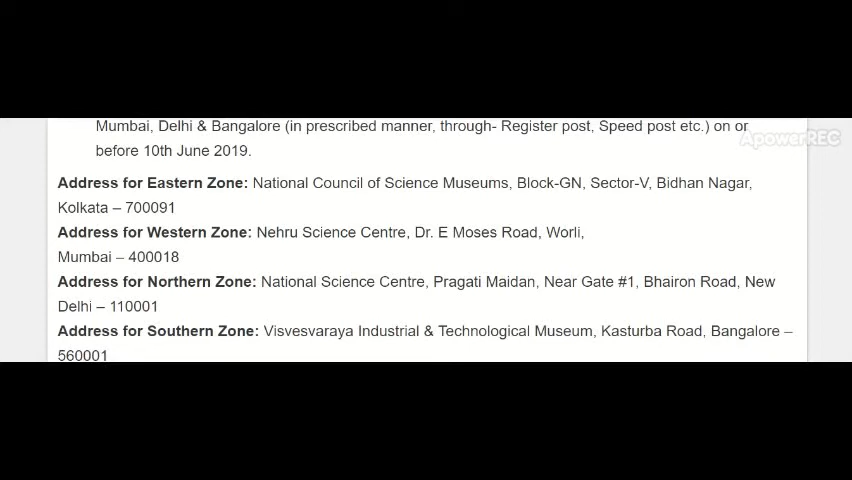 Mumbai, Delhi & Bangalore (in prescribed manner, through- Register post, Speed post etc.) on or
before 10th June 2019.
ApowerREC
Address for Eastern Zone: National Council of Science Museums, Block-GN, Sector-V, Bidhan Nagar,
Kolkata – 700091
Address for Western Zone: Nehru Science Centre, Dr. E Moses Road, Worli,
Mumbai – 400018
Address for Northern Zone: National Science Centre, Pragati Maidan, Near Gate #1, Bhairon Road, New
Delhi – 110001
Address for Southern Zone: Visvesvaraya Industrial & Technological Museum, Kasturba Road, Bangalore –
560001